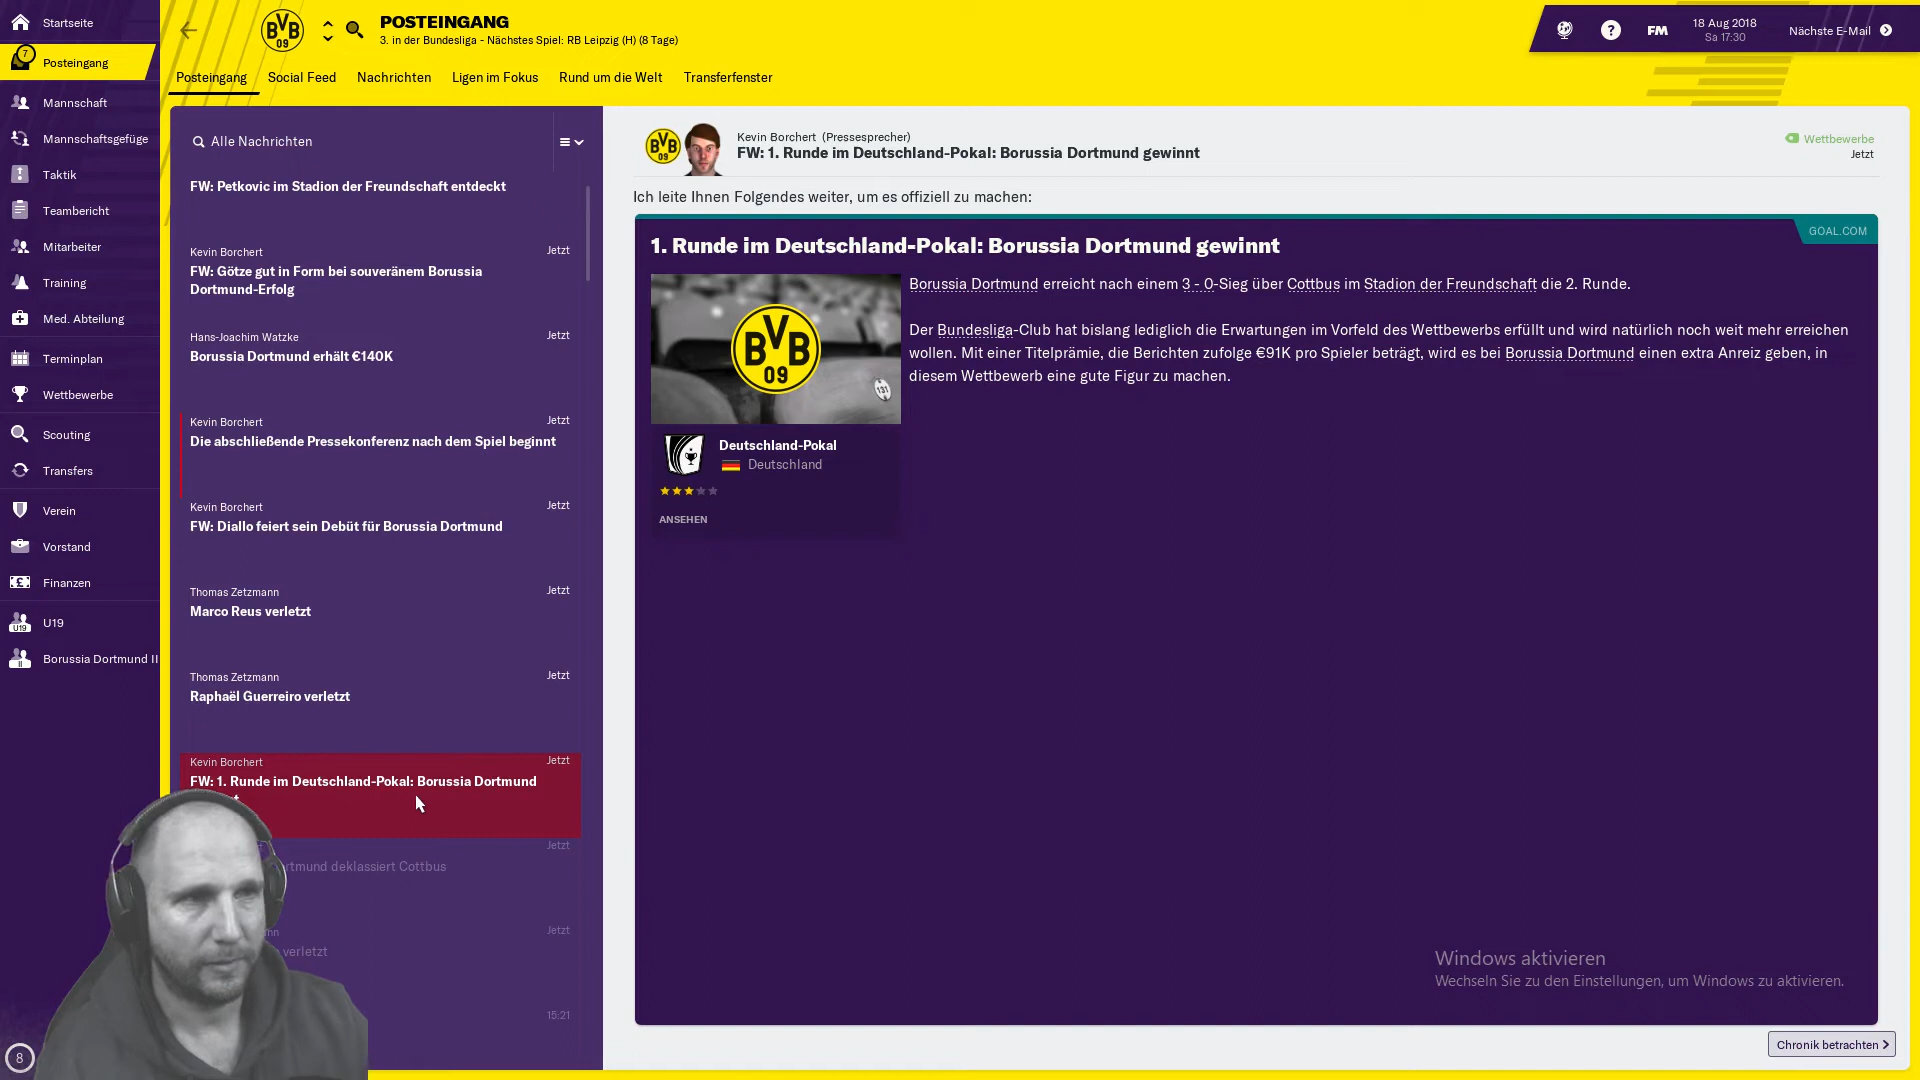 Startseite
7
Posteingang
Mannschaft
Mannschaftsgefüge
Taktik
Teambericht
Mitarbeiter
Training
Med. Abteilung
Terminplan
Wettbewerbe
Scouting
Transfers
Verein
Vorstand
Finanzen
U19
U19
II
Borussia Dortmund II
8
BVB
09
POSTEINGANG
3. in der Bundesliga - Nächstes Spiel: RB Leipzig (H) (8 Tage)
?
FM
18 Aug 2018
Sa 17:30
Nächste E-Mail
Posteingang
Social Feed
Nachrichten
Ligen im Fokus
Rund um die Welt
Transferfenster
Alle Nachrichten
FW: Petkovic im Stadion der Freundschaft entdeckt
Kevin Borchert
Jetzt
FW: Götze gut in Form bei souveränem Borussia
Dortmund-Erfolg
Hans-Joachim Watzke
Jetzt
Borussia Dortmund erhält €140K
Kevin Borchert
Jetzt
Die abschließende Pressekonferenz nach dem Spiel beginnt
Kevin Borchert
Jetzt
FW: Diallo feiert sein Debüt für Borussia Dortmund
Thomas Zetzmann
Jetzt
Marco Reus verletzt
Thomas Zetzmann
Jetzt
Raphaël Guerreiro verletzt
Kevin Borchert
Jetzt
FW: 1. Runde im Deutschland-Pokal: Borussia Dortmund
Jetzt
deklassiert Cottbus
Jetzt
verletzt
15:21
BVB
09
Kevin Borchert (Pressesprecher)
FW: 1. Runde im Deutschland-Pokal: Borussia Dortmund gewinnt
Wettbewerbe
Jetzt
Ich leite Ihnen Folgendes weiter, um es offiziell zu machen:
1. Runde im Deutschland-Pokal: Borussia Dortmund gewinnt
GOAL.COM
BVB
09
131
Borussia Dortmund erreicht nach einem 3 - 0-Sieg über Cottbus im Stadion der Freundschaft die 2. Runde.
Der Bundesliga-Club hat bislang lediglich die Erwartungen im Vorfeld des Wettbewerbs erfüllt und wird natürlich noch weit mehr erreichen
wollen. Mit einer Titelprämie, die Berichten zufolge €91K pro Spieler beträgt, wird es bei Borussia Dortmund einen extra Anreiz geben, in
diesem Wettbewerb eine gute Figur zu machen.
Deutschland-Pokal
Deutschland
ANSEHEN
Windows aktivieren
Wechseln Sie zu den Einstellungen, um Windows zu aktivieren.
Chronik betrachten